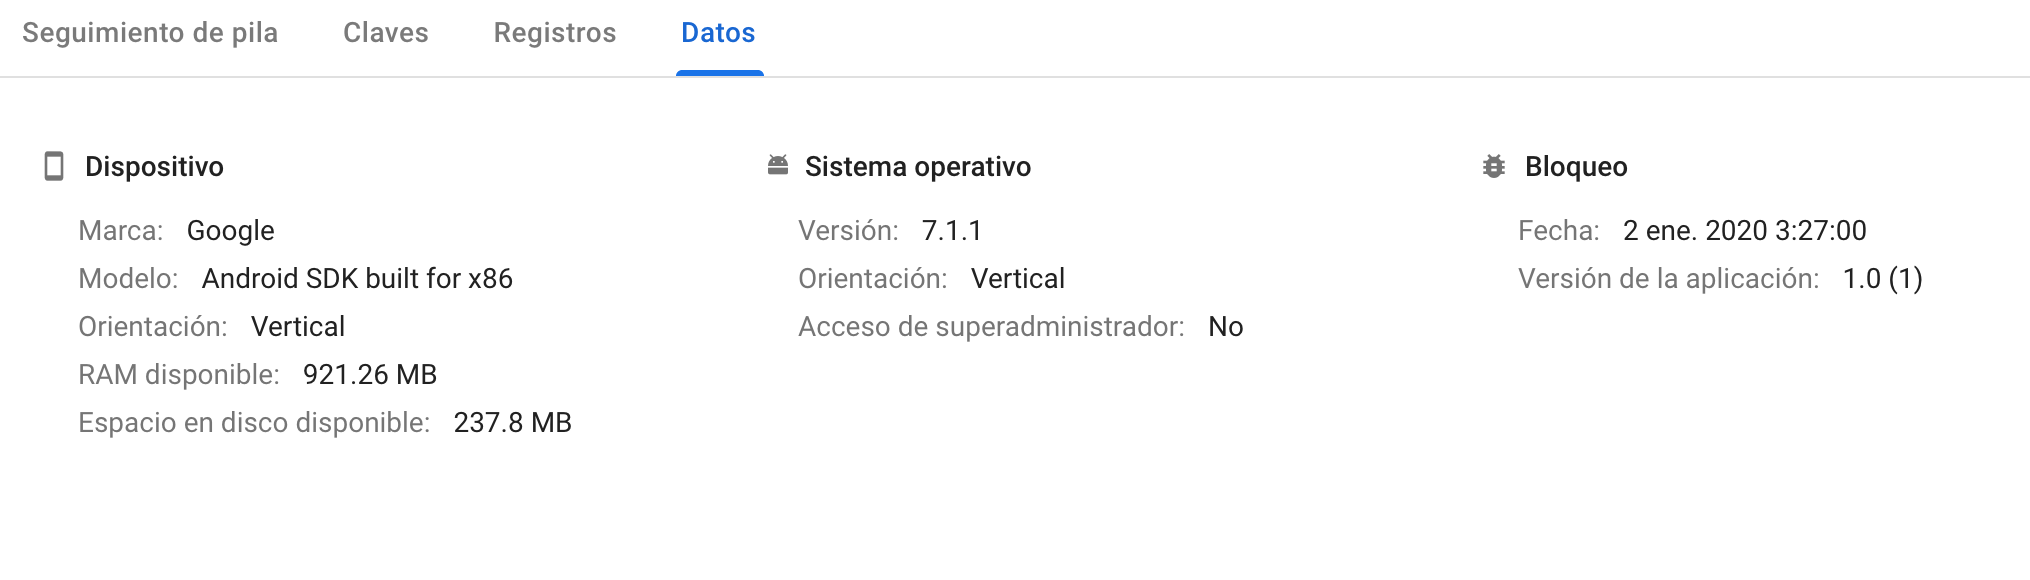 Seguimiento de pila Claves Registros Datos
Dispositivo
Marca: Google
Modelo: Android SDK built for x86
Orientación: Vertical
RAM disponible: 921.26 MB
Espacio en disco disponible: 237.8 MB
Sistema operativo
Versión: 7.1.1
Orientación: Vertical
Acceso de superadministrador: No
Bloqueo
Fecha: 2 ene. 2020 3:27:00
Versión de la aplicación: 1.0 (1)